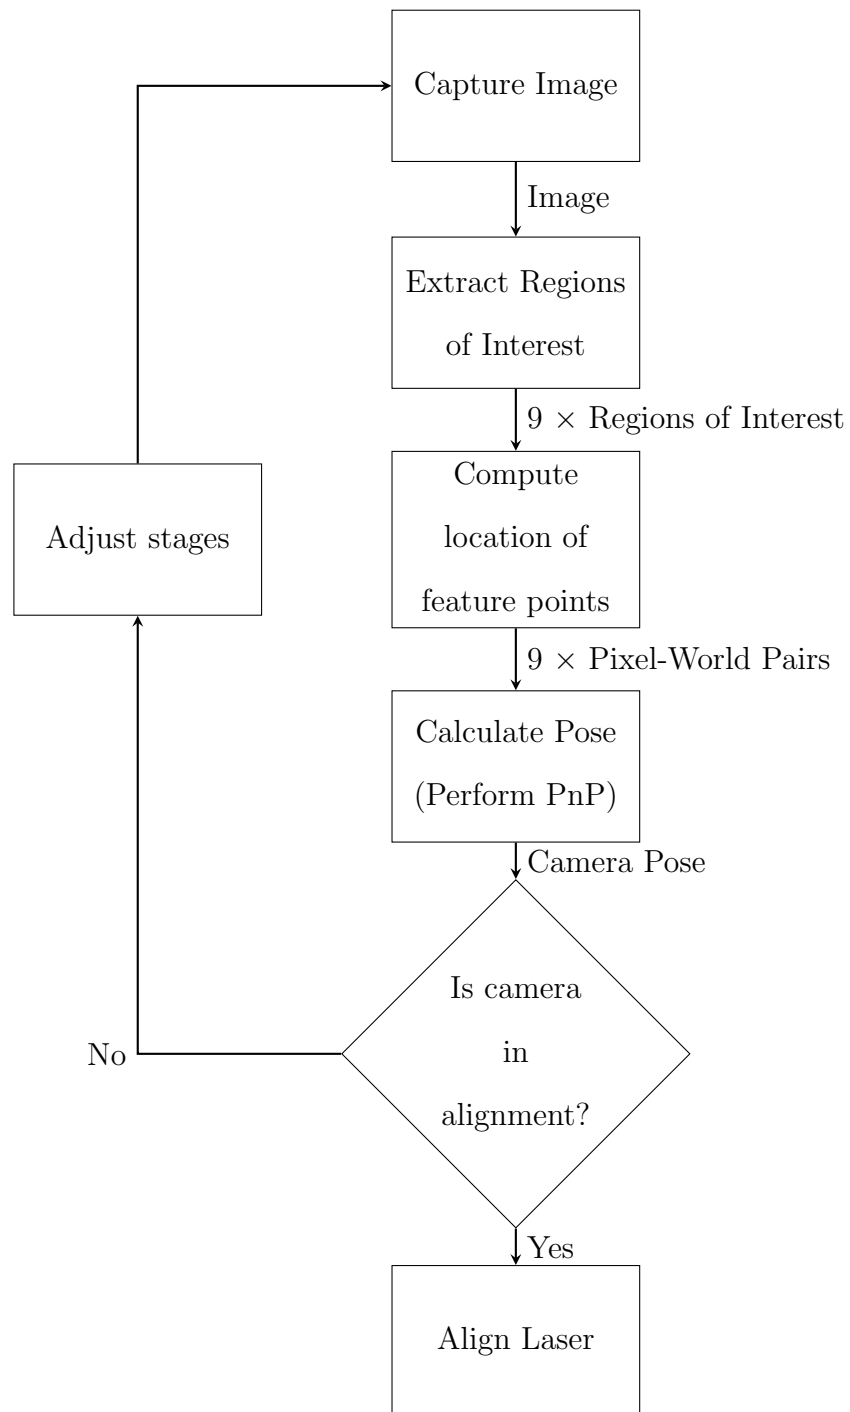 Capture Image
Image
Extract Regions
of Interest
9 × Regions of Interest
Compute
location of
feature points
Adjust stages
9 × Pixel-World Pairs
Calculate Pose
(Perform PnP)
Camera Pose
Is camera
in
alignment?
No
Yes
Align Laser